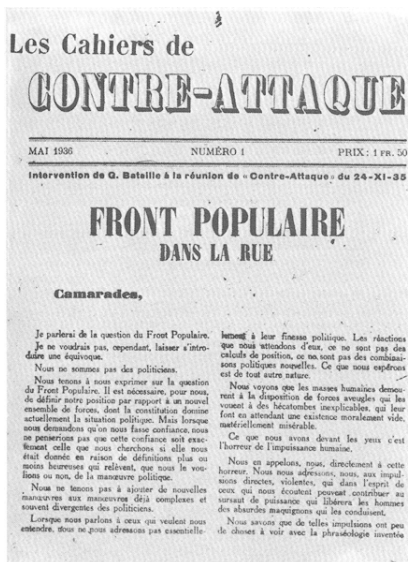 Les Cahiers de
CONTRE-ATTAQUE
MAI 1936 NUMÉRO 1 PRIX : 1 FR. 50
Intervention de G. Bataille à la réunion de « Contre-Attaque » du 24-XI-35
FRONT POPULAIRE
DANS LA RUE
Camarades,
Je parlerai de la question du Front Populaire.
Je ne voudrais pas, cependant, laisser s'intro-
duire une équivoque.
Nous ne sommes pas des politiciens.
Nous tenons à nous exprimer sur la question
du Front Populaire. Il est nécessaire, pour nous,
de définir notre position par rapport à un nouvel
ensemble de forces, dont la constitution domine
actuellement la situation politique. Mais lorsque
nous demandons qu'on nous fasse confiance, nous
ne penserions pas que cette confiance soit exac-
tement celle que nous cherchons si elle nous
était donnée en raison de définitions plus ou
moins heureuses qui relèvent, que nous le vou-
lions ou non, de la manœuvre politique.
Nous ne tenons pas à ajouter de nouvelles
manœuvres aux manœuvres déjà complexes et
souvent divergentes des politiciens.
Lorsque nous parlons à ceux qui veulent nous
entendre, nous ne nous adressons pas essentielle-
lement à leur finesse politique. Les réactions
que nous attendons d'eux, ce ne sont pas des
calculs de position, ce ne sont pas des combinai-
sons politiques nouvelles. Ce que nous espérons
est de tout autre nature.
Nous voyons que les masses humaines demeu-
rent à la disposition de forces aveugles qui les
vouent à des hécatombes inexplicables, qui leur
font en attendant une existence moralement vide,
matériellement misérable.
Ce que nous avons devant les yeux c'est
l'horreur de l'impuissance humaine.
Nous en appelons, nous, directement à cette
horreur. Nous nous adressons, nous, aux impul-
sions directes, violentes, qui dans l'esprit de
ceux qui nous écoutent peuvent contribuer au
sursaut de puissance qui libérera les hommes
des absurdes maquignons qui les conduisent.
Nous savons que de telles impulsions ont peu
de choses à voir avec la phraséologie inventée